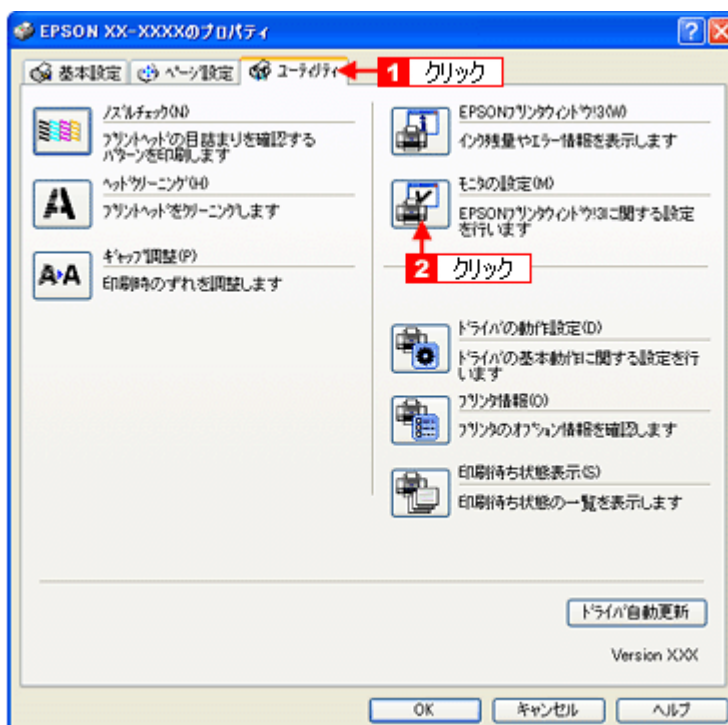 EPSON XX-XXXXのプロパティ
基本設定 ページ設定 ユーティリティ
1 クリック
ノズルチェック(N)
プリントヘッドの目詰まりを確認する
パターンを印刷します
ヘッドクリーニング(H)
プリントヘッドをクリーニングします
ギャップ調整(P)
印刷時のずれを調整します
EPSONプリンタウィンドウ!3(W)
インク残量やエラー情報を表示します
モニタの設定(M)
EPSONプリンタウィンドウ!3に関する設定
を行います
2 クリック
ドライバの動作設定(D)
ドライバの基本動作に関する設定を行
います
プリンタ情報(O)
プリンタのオプション情報を確認します
印刷待ち状態表示(S)
印刷待ち状態の一覧を表示します
ドライバ自動更新
Version XXX
OK キャンセル ヘルプ